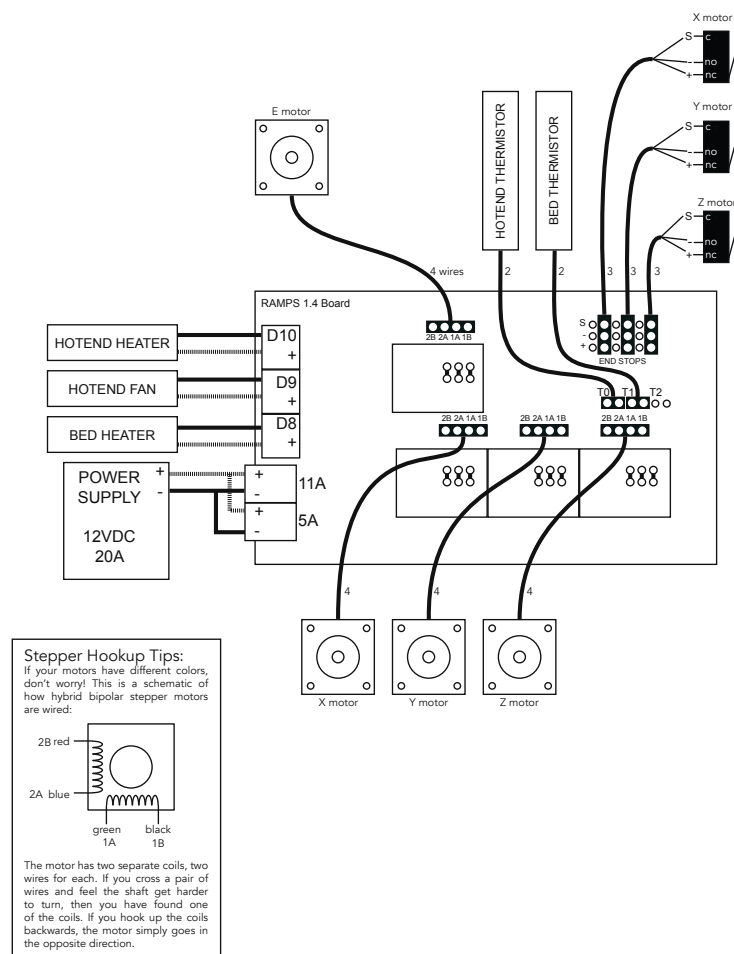 X motor
S c
- no
+ nc
Y motor
S c
- no
+ nc
Z motor
S c
- no
+ nc
E motor
HOTEND THERMISTOR
BED THERMISTOR
4 wires
2
2
3
3
3
RAMPS 1.4 Board
2B 2A 1A 1B
S
-
+
END STOPS
HOTEND HEATER
D10
+
HOTEND FAN
D9
+
BED HEATER
D8
+
T0 T1 T2
2B 2A 1A 1B
2B 2A 1A 1B
2B 2A 1A 1B
POWER
SUPPLY
12VDC
20A
+
-
+
-
11A
+
-
5A
4
4
4
X motor
Y motor
Z motor
Stepper Hookup Tips:
If your motors have different colors,
don't worry! This is a schematic of
how hybrid bipolar stepper motors
are wired:
2B red
2A blue
green
1A
black
1B
The motor has two separate coils, two
wires for each. If you cross a pair of
wires and feel the shaft get harder
to turn, then you have found one
of the coils. If you hook up the coils
backwards, the motor simply goes in
the opposite direction.